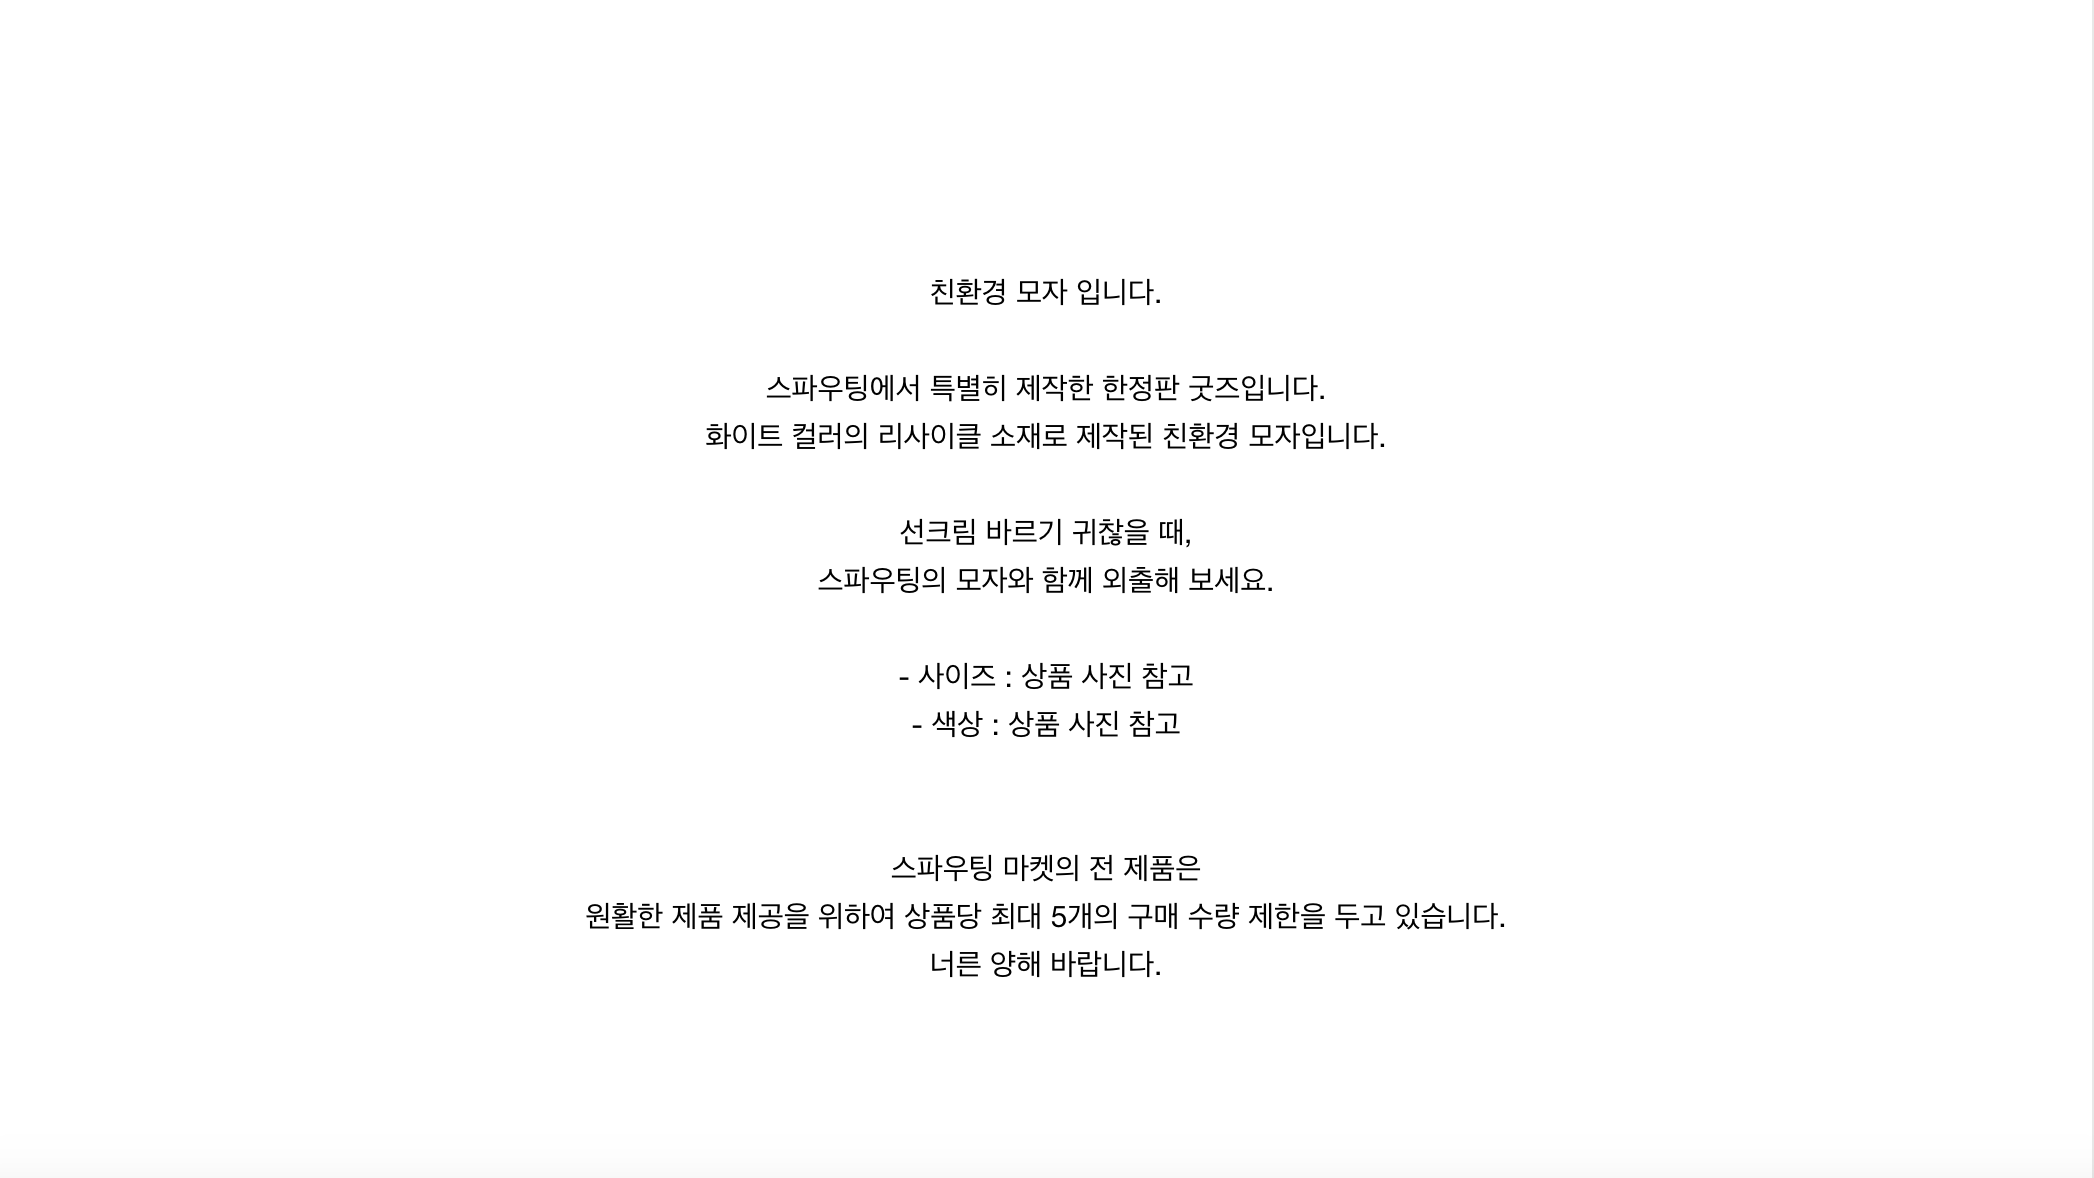 친환경 모자 입니다.
스파우팅에서 특별히 제작한 한정판 굿즈입니다.
화이트 컬러의 리사이클 소재로 제작된 친환경 모자입니다.
선크림 바르기 귀찮을 때,
스파우팅의 모자와 함께 외출해 보세요.
- 사이즈 : 상품 사진 참고
- 색상 : 상품 사진 참고
스파우팅 마켓의 전 제품은
원활한 제품 제공을 위하여 상품당 최대 5개의 구매 수량 제한을 두고 있습니다.
너른 양해 바랍니다.